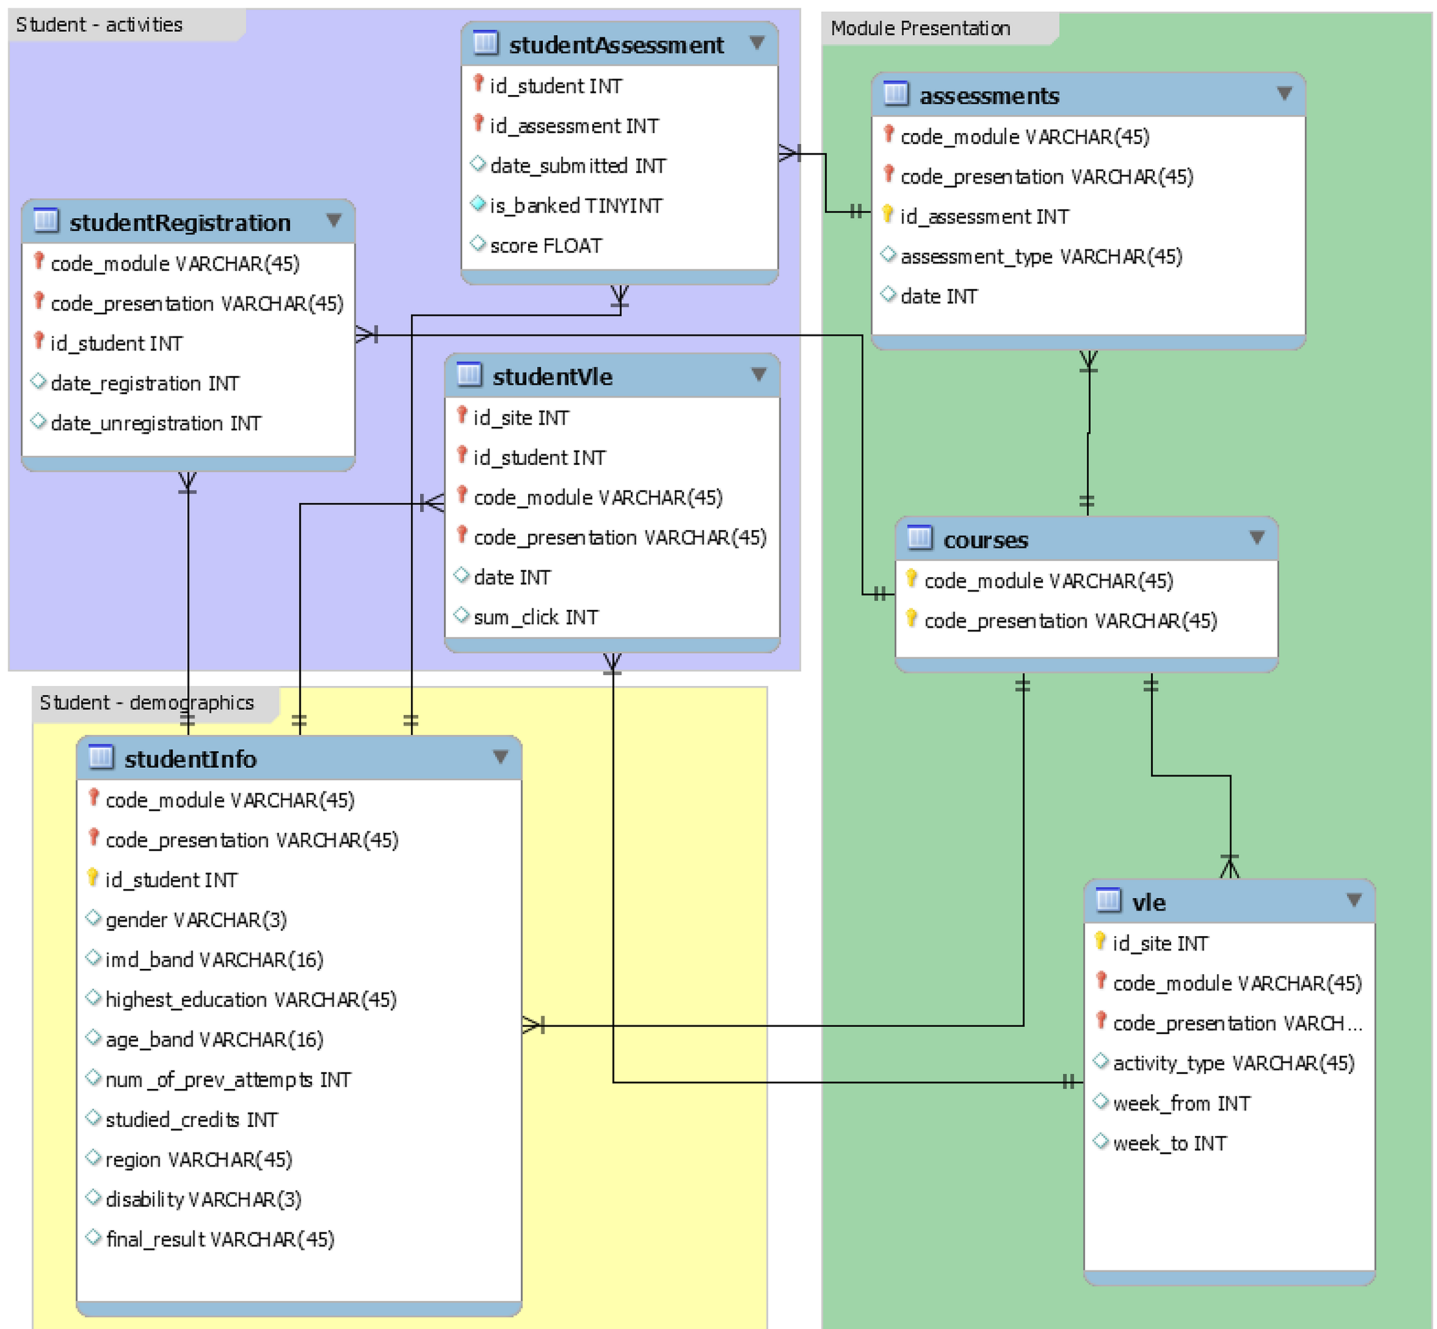 Student - activities
studentAssessment
id_student INT
id_assessment INT
date_submitted INT
is_banked TINYINT
score FLOAT
studentRegistration
code_module VARCHAR(45)
code_presentation VARCHAR(45)
id_student INT
date_registration INT
date_unregistration INT
studentVle
id_site INT
id_student INT
code_module VARCHAR(45)
code_presentation VARCHAR(45)
date INT
sum_click INT
Student - demographics
studentInfo
code_module VARCHAR(45)
code_presentation VARCHAR(45)
id_student INT
gender VARCHAR(3)
imd_band VARCHAR(16)
highest_education VARCHAR(45)
age_band VARCHAR(16)
num_of_prev_attempts INT
studied_credits INT
region VARCHAR(45)
disability VARCHAR(3)
final_result VARCHAR(45)
Module Presentation
assessments
code_module VARCHAR(45)
code_presentation VARCHAR(45)
id_assessment INT
assessment_type VARCHAR(45)
date INT
courses
code_module VARCHAR(45)
code_presentation VARCHAR(45)
vle
id_site INT
code_module VARCHAR(45)
code_presentation VARCH...
activity_type VARCHAR(45)
week_from INT
week_to INT